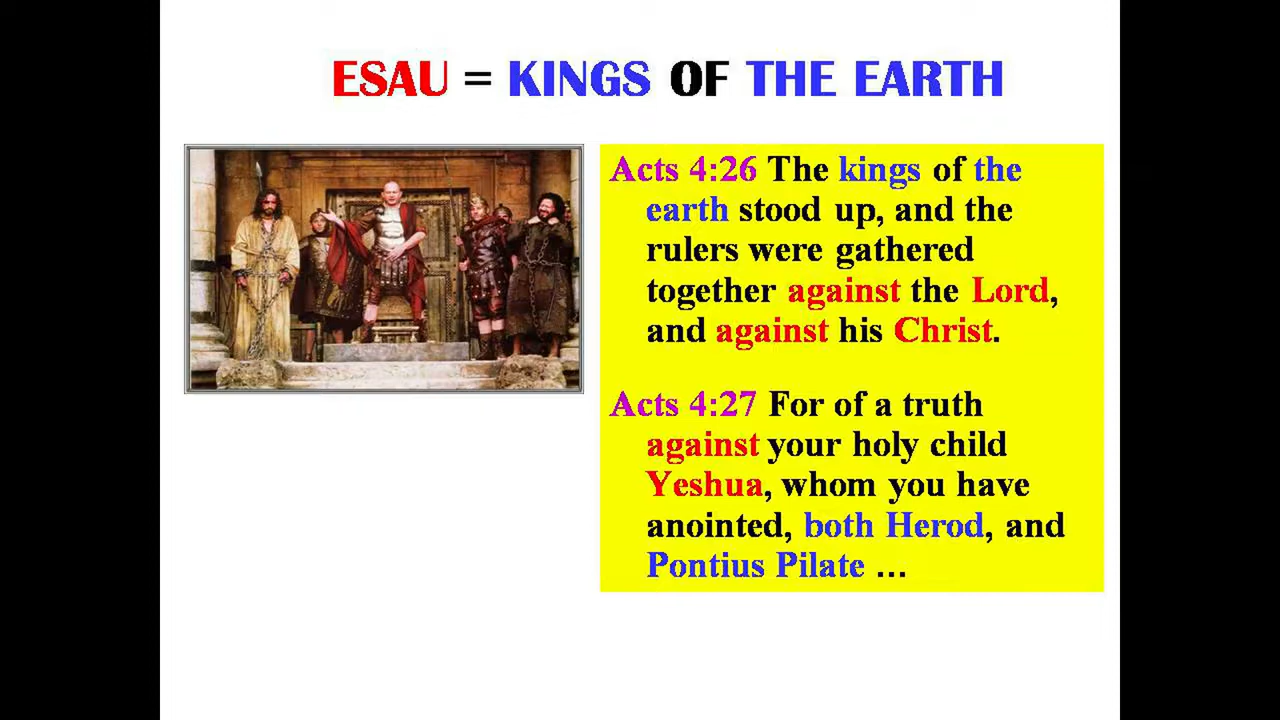 ESAU = KINGS OF THE EARTH
Acts 4:26 The kings of the
earth stood up, and the
rulers were gathered
together against the Lord,
and against his Christ.
Acts 4:27 For of a truth
against your holy child
Yeshua, whom you have
anointed, both Herod, and
Pontius Pilate ...